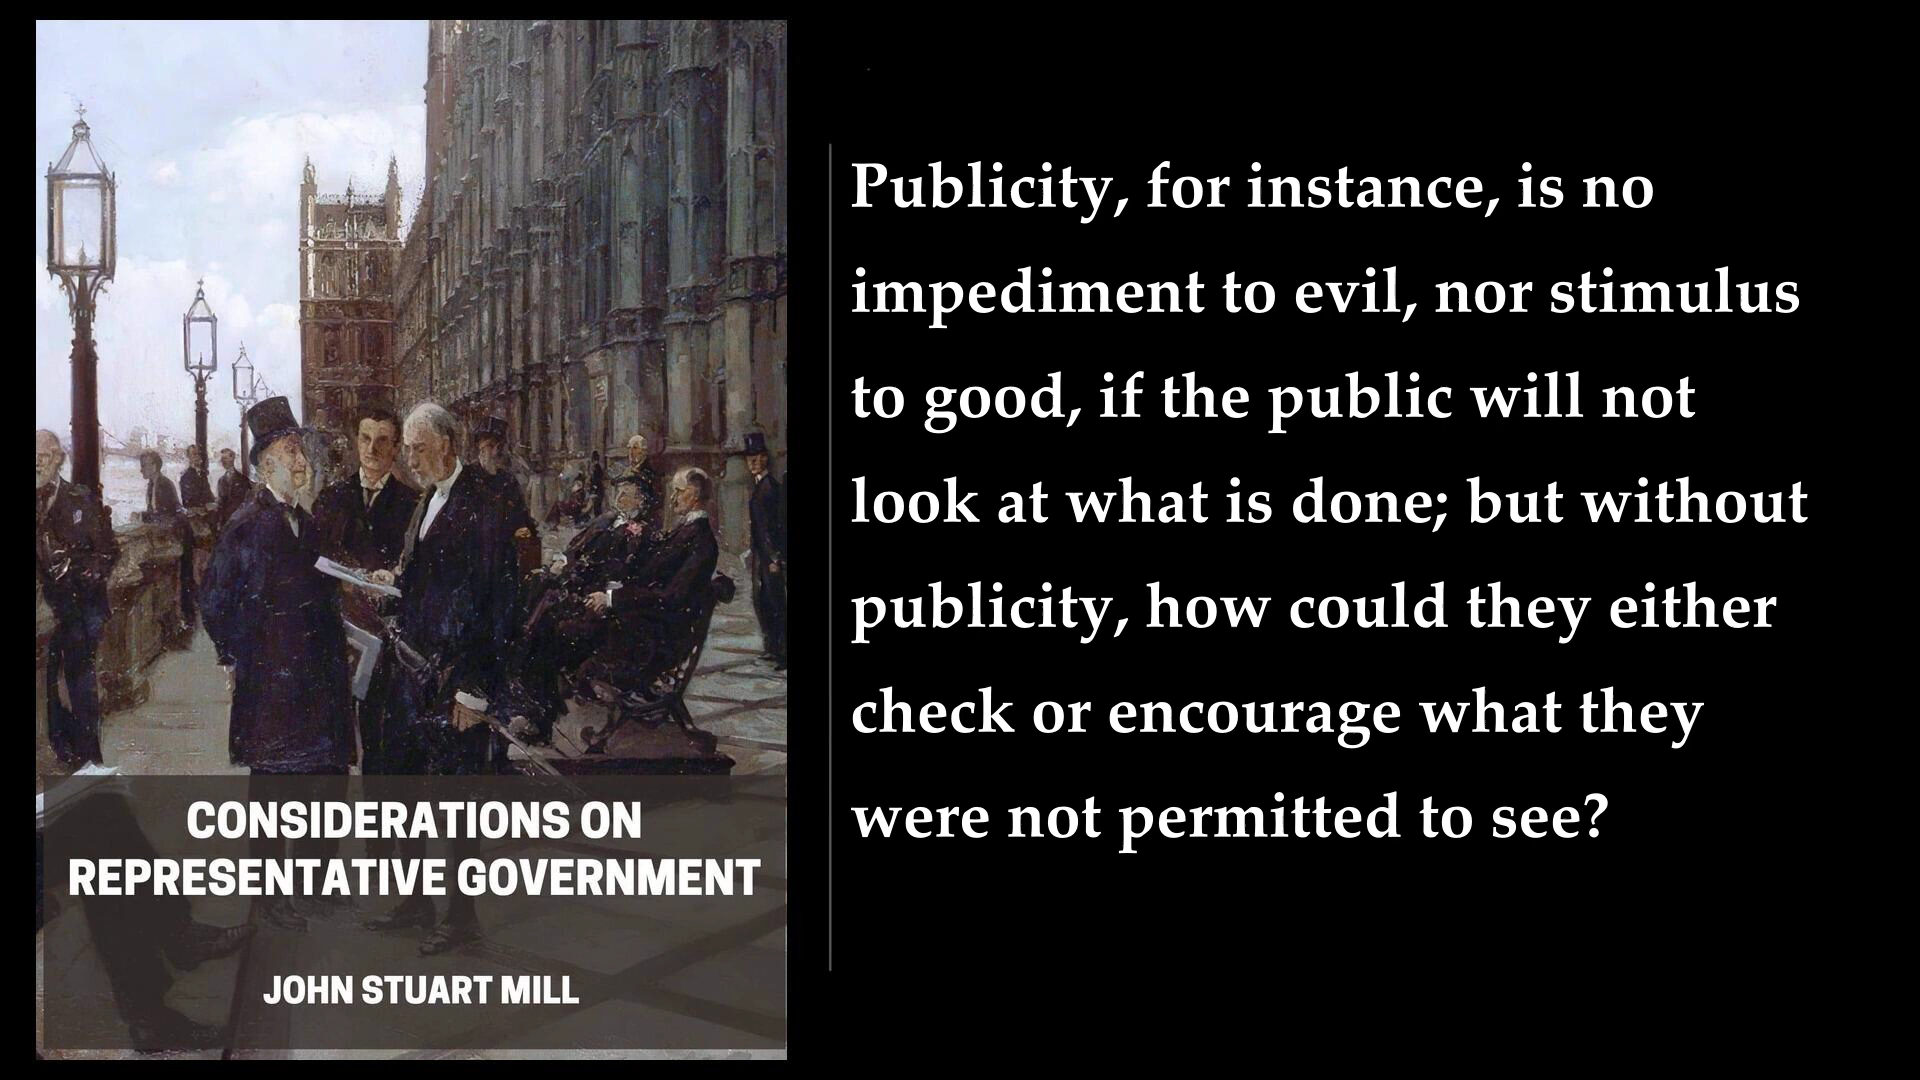 CONSIDERATIONS ON
REPRESENTATIVE GOVERNMENT
JOHN STUART MILL
Publicity, for instance, is no
impediment to evil, nor stimulus
to good, if the public will not
look at what is done; but without
publicity, how could they either
check or encourage what they
were not permitted to see?